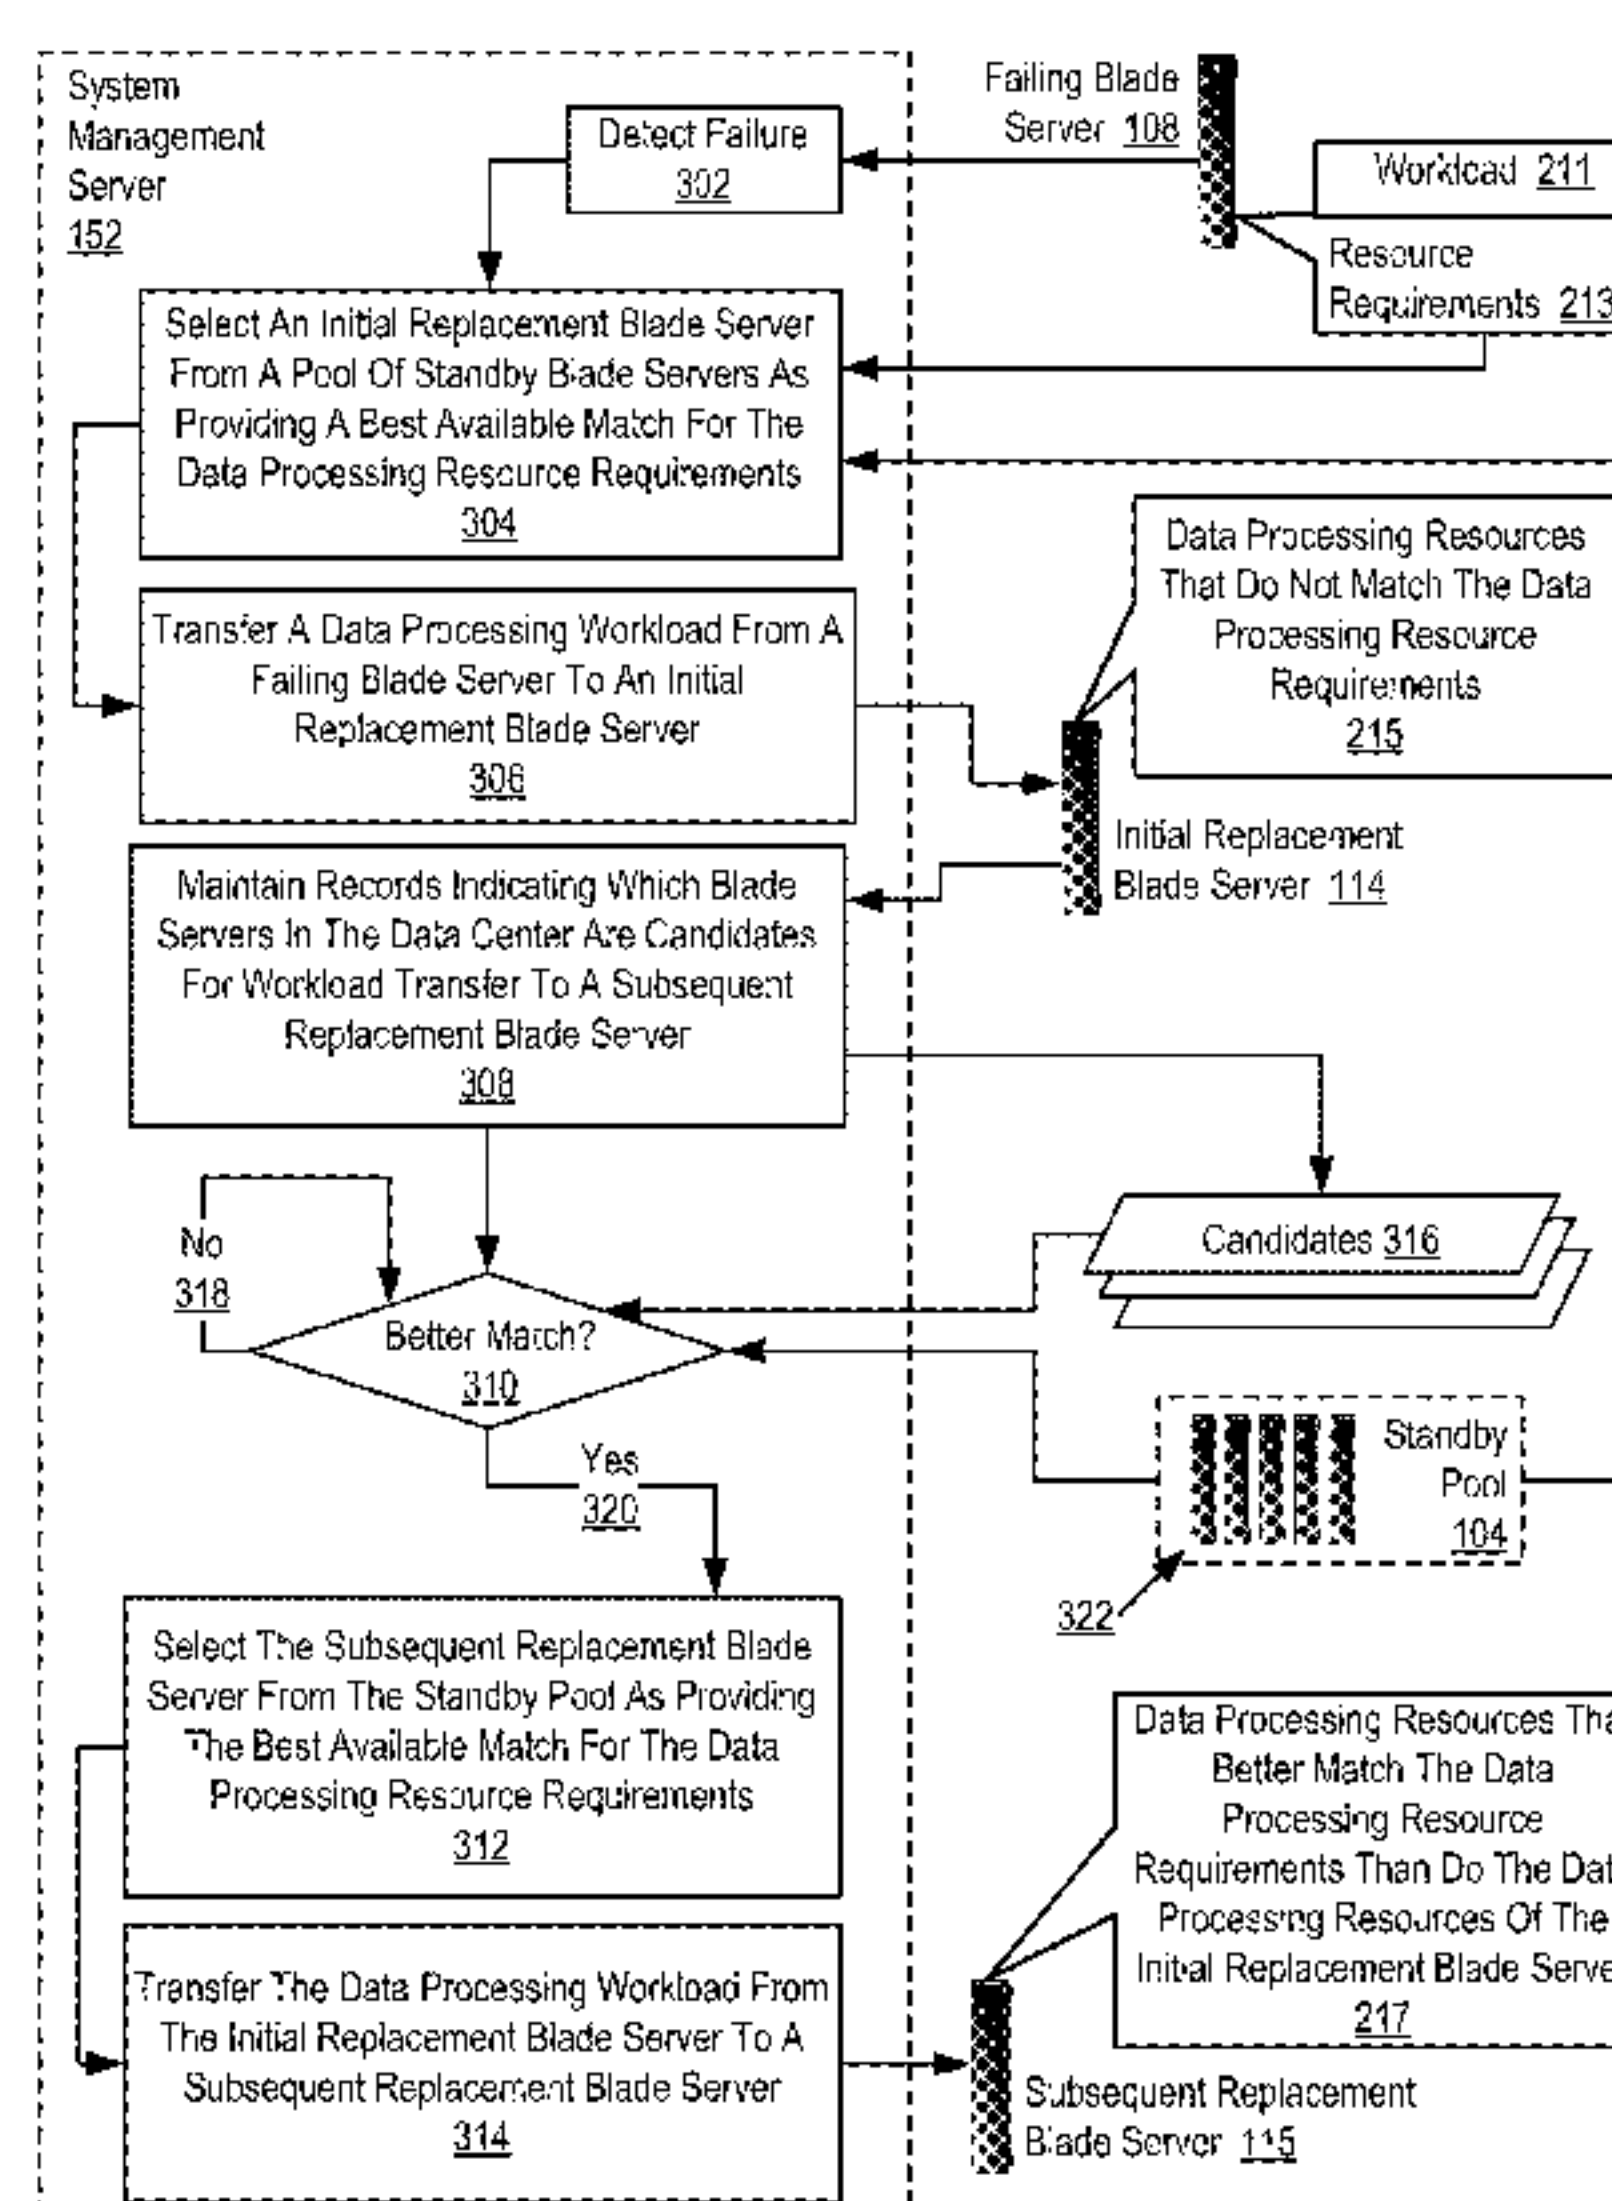 System
Management
Server
152
Detect Failure
302
Failing Blade
Server 108
Workload 211
Resource
Requirements 213
Select An Initial Replacement Blade Server
From A Pool Of Standby Blade Servers As
Providing A Best Available Match For The
Data Processing Resource Requirements
304
Data Processing Resources
That Do Not Match The Data
Processing Resource
Requirements
215
Transfer A Data Processing Workload From A
Failing Blade Server To An Initial
Replacement Blade Server
306
Initial Replacement
Blade Server 114
Maintain Records Indicating Which Blade
Servers In The Data Center Are Candidates
For Workload Transfer To A Subsequent
Replacement Blade Server
308
Candidates 316
No
318
Better Match?
310
Standby
Pool
104
Yes
320
322
Select The Subsequent Replacement Blade
Server From The Standby Pool As Providing
The Best Available Match For The Data
Processing Resource Requirements
312
Data Processing Resources Tha
Better Match The Data
Processing Resource
Requirements Than Do The Dat
Processing Resources Of The
Initial Replacement Blade Serve
217
Transfer The Data Processing Workload From
The Initial Replacement Blade Server To A
Subsequent Replacement Blade Server
314
Subsequent Replacement
Blade Server 115